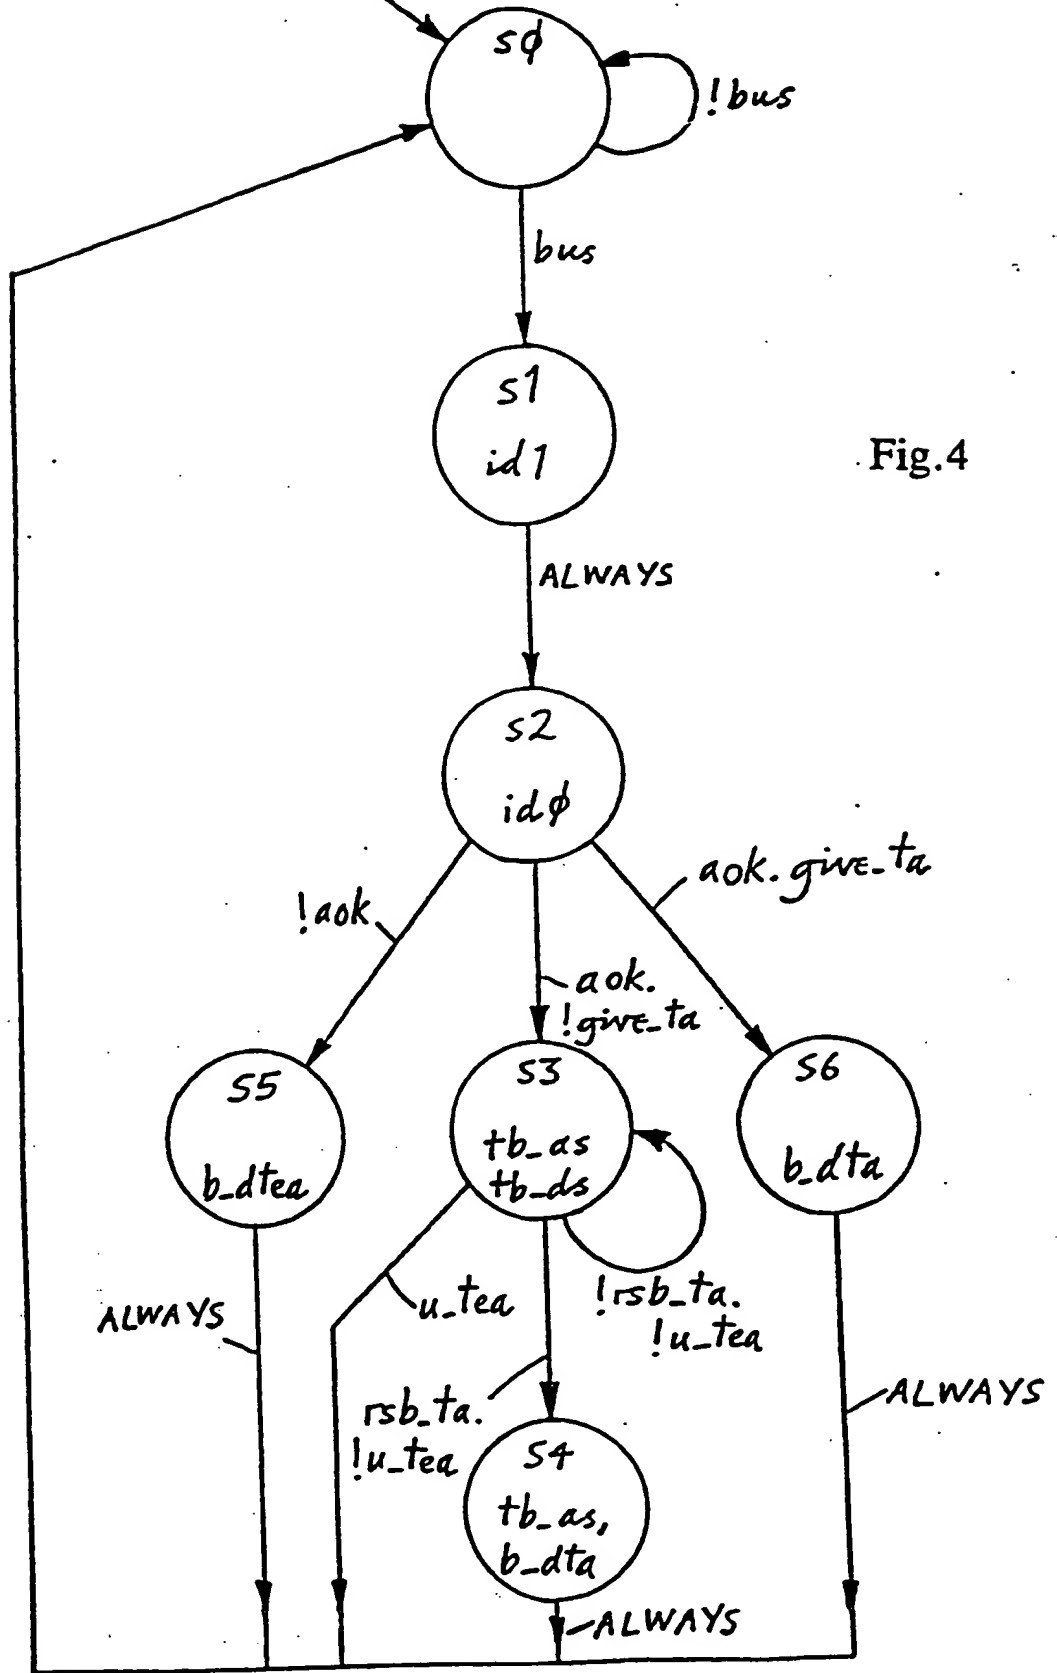 sφ
!bus
bus
s1
id1
Fig.4
ALWAYS
s2
idφ
!aok
aok.give_ta
aok.
!give_ta
S5
b_dtea
S3
tb_as
tb_ds
S6
b_dta
ALWAYS
u_tea
!rsb_ta.
!u_tea
rsb_ta.
!u_tea
ALWAYS
S4
tb_as,
b_dta
ALWAYS